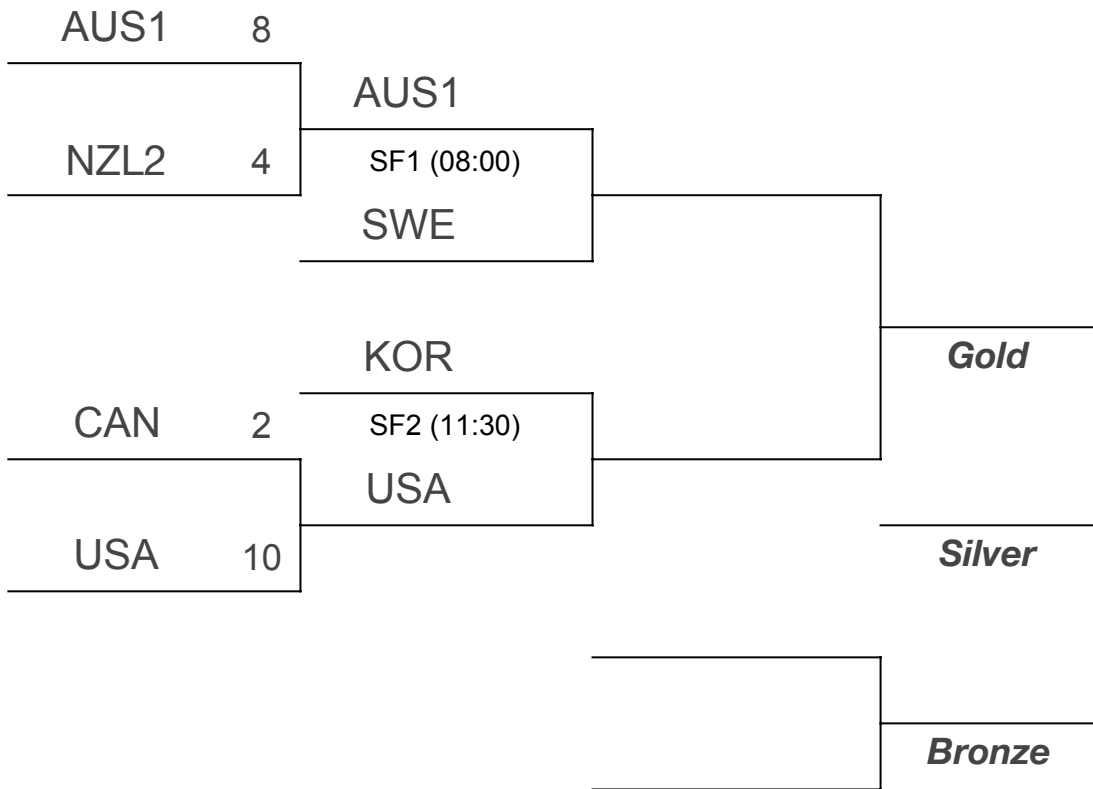 AUS1 8
AUS1
NZL2 4
SF1 (08:00)
SWE
KOR
Gold
CAN 2
SF2 (11:30)
USA
USA 10
Silver
Bronze